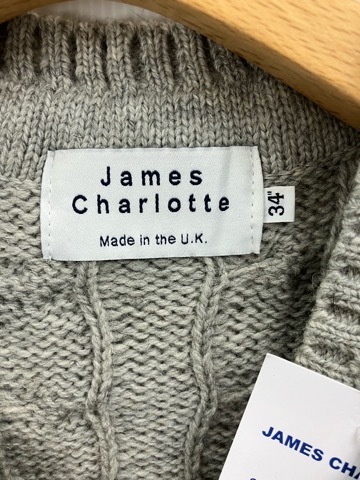 James
Charlotte
Made in the U.K.
34"
JAMES CHA